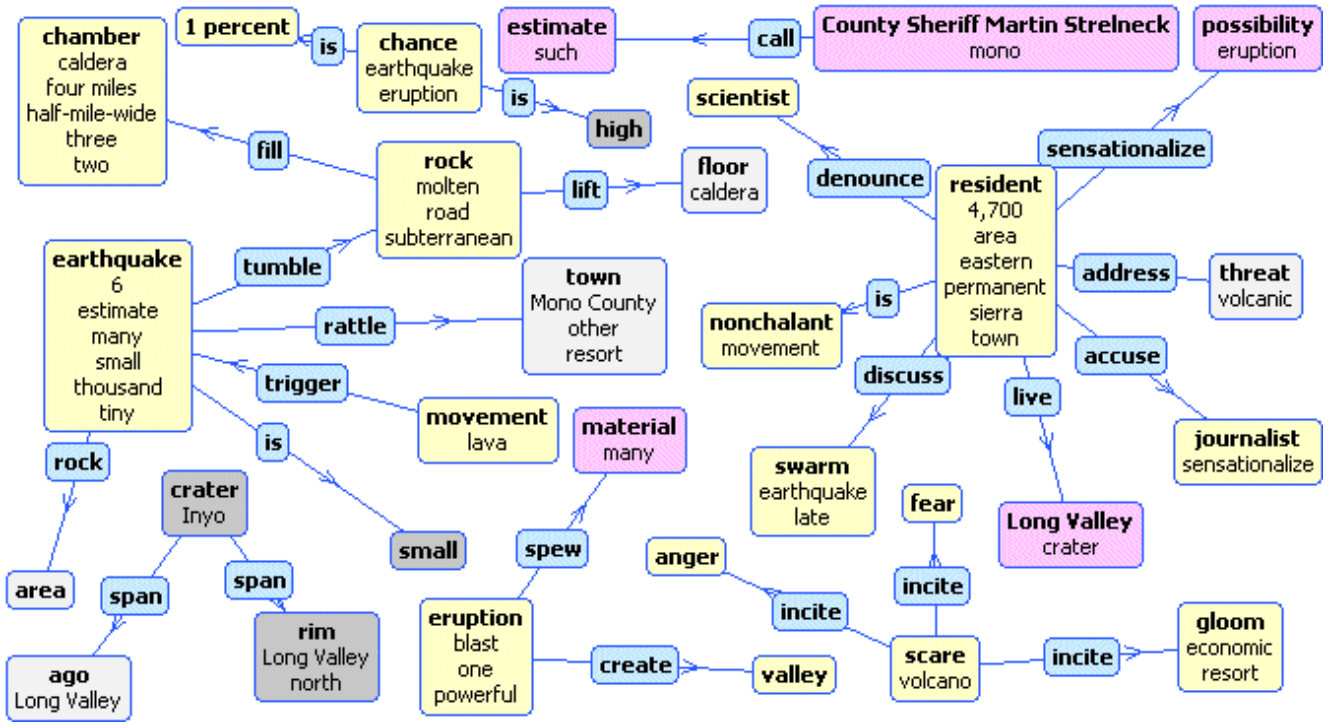 chamber
caldera
four miles
half-mile-wide
three
two
1 percent
is
chance
earthquake
eruption
is
high
estimate
such
call
County Sheriff Martin Strelneck
mono
possibility
eruption
scientist
denounce
sensationalize
fill
rock
molten
road
subterranean
lift
floor
caldera
resident
4,700
area
eastern
permanent
sierra
town
earthquake
6
estimate
many
small
thousand
tiny
tumble
rattle
town
Mono County
other
resort
is
nonchalant
movement
address
threat
volcanic
accuse
journalist
sensationalize
discuss
swarm
earthquake
late
live
Long Valley
crater
trigger
movement
lava
is
small
rock
area
crater
Inyo
span
ago
Long Valley
span
rim
Long Valley
north
material
many
spew
eruption
blast
one
powerful
create
valley
anger
incite
fear
incite
scare
volcano
incite
gloom
economic
resort